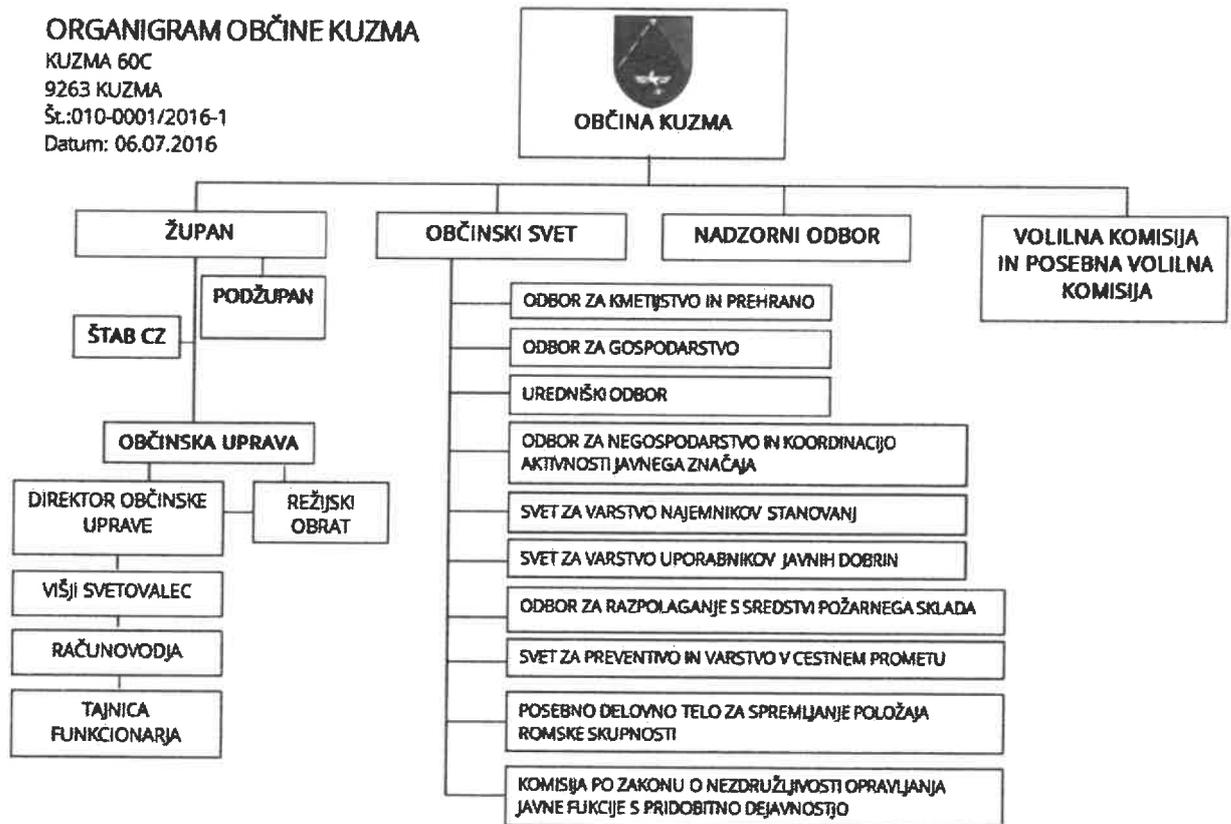 ORGANIGRAM OBČINE KUZMA
KUZMA 60C
9263 KUZMA
Št.:010-0001/2016-1
Datum: 06.07.2016
OBČINA KUZMA
ŽUPAN
PODŽUPAN
ŠTAB CZ
OBČINSKA UPRAVA
DIREKTOR OBČINSKE
UPRAVE
REŽIJSKI
OBRAT
VIŠJI SVETOVALEC
RAČUNOVODJA
TAJNICA
FUNKCIONARJA
OBČINSKI SVET
ODBOR ZA KMETIJSTVO IN PREHRANO
ODBOR ZA GOSPODARSTVO
UREDNIŠKI ODBOR
ODBOR ZA NEGOSPODARSTVO IN KOORDINACIJO
AKTIVNOSTI JAVNEGA ZNAČAJA
SVET ZA VARSTVO NAJEMNIKOV STANOVANJ
SVET ZA VARSTVO UPORABNIKOV JAVNIH DOBRIN
ODBOR ZA RAZPOLAGANJE S SREDSTVI POŽARNEGA SKLADA
SVET ZA PREVENTIVO IN VARSTVO V CESTNEM PROMETU
POSEBNO DELOVNO TELO ZA SPREMLJANJE POLOŽAJA
ROMSKE SKUPNOSTI
KOMISIJA PO ZAKONU O NEZDRUŽLJIVOSTI OPRAVLJANJA
JAVNE FUKCIJE S PRIDOBITNO DEJAVNOSTJO
NADZORNI ODBOR
VOLILNA KOMISIJA
IN POSEBNA VOLILNA
KOMISIJA